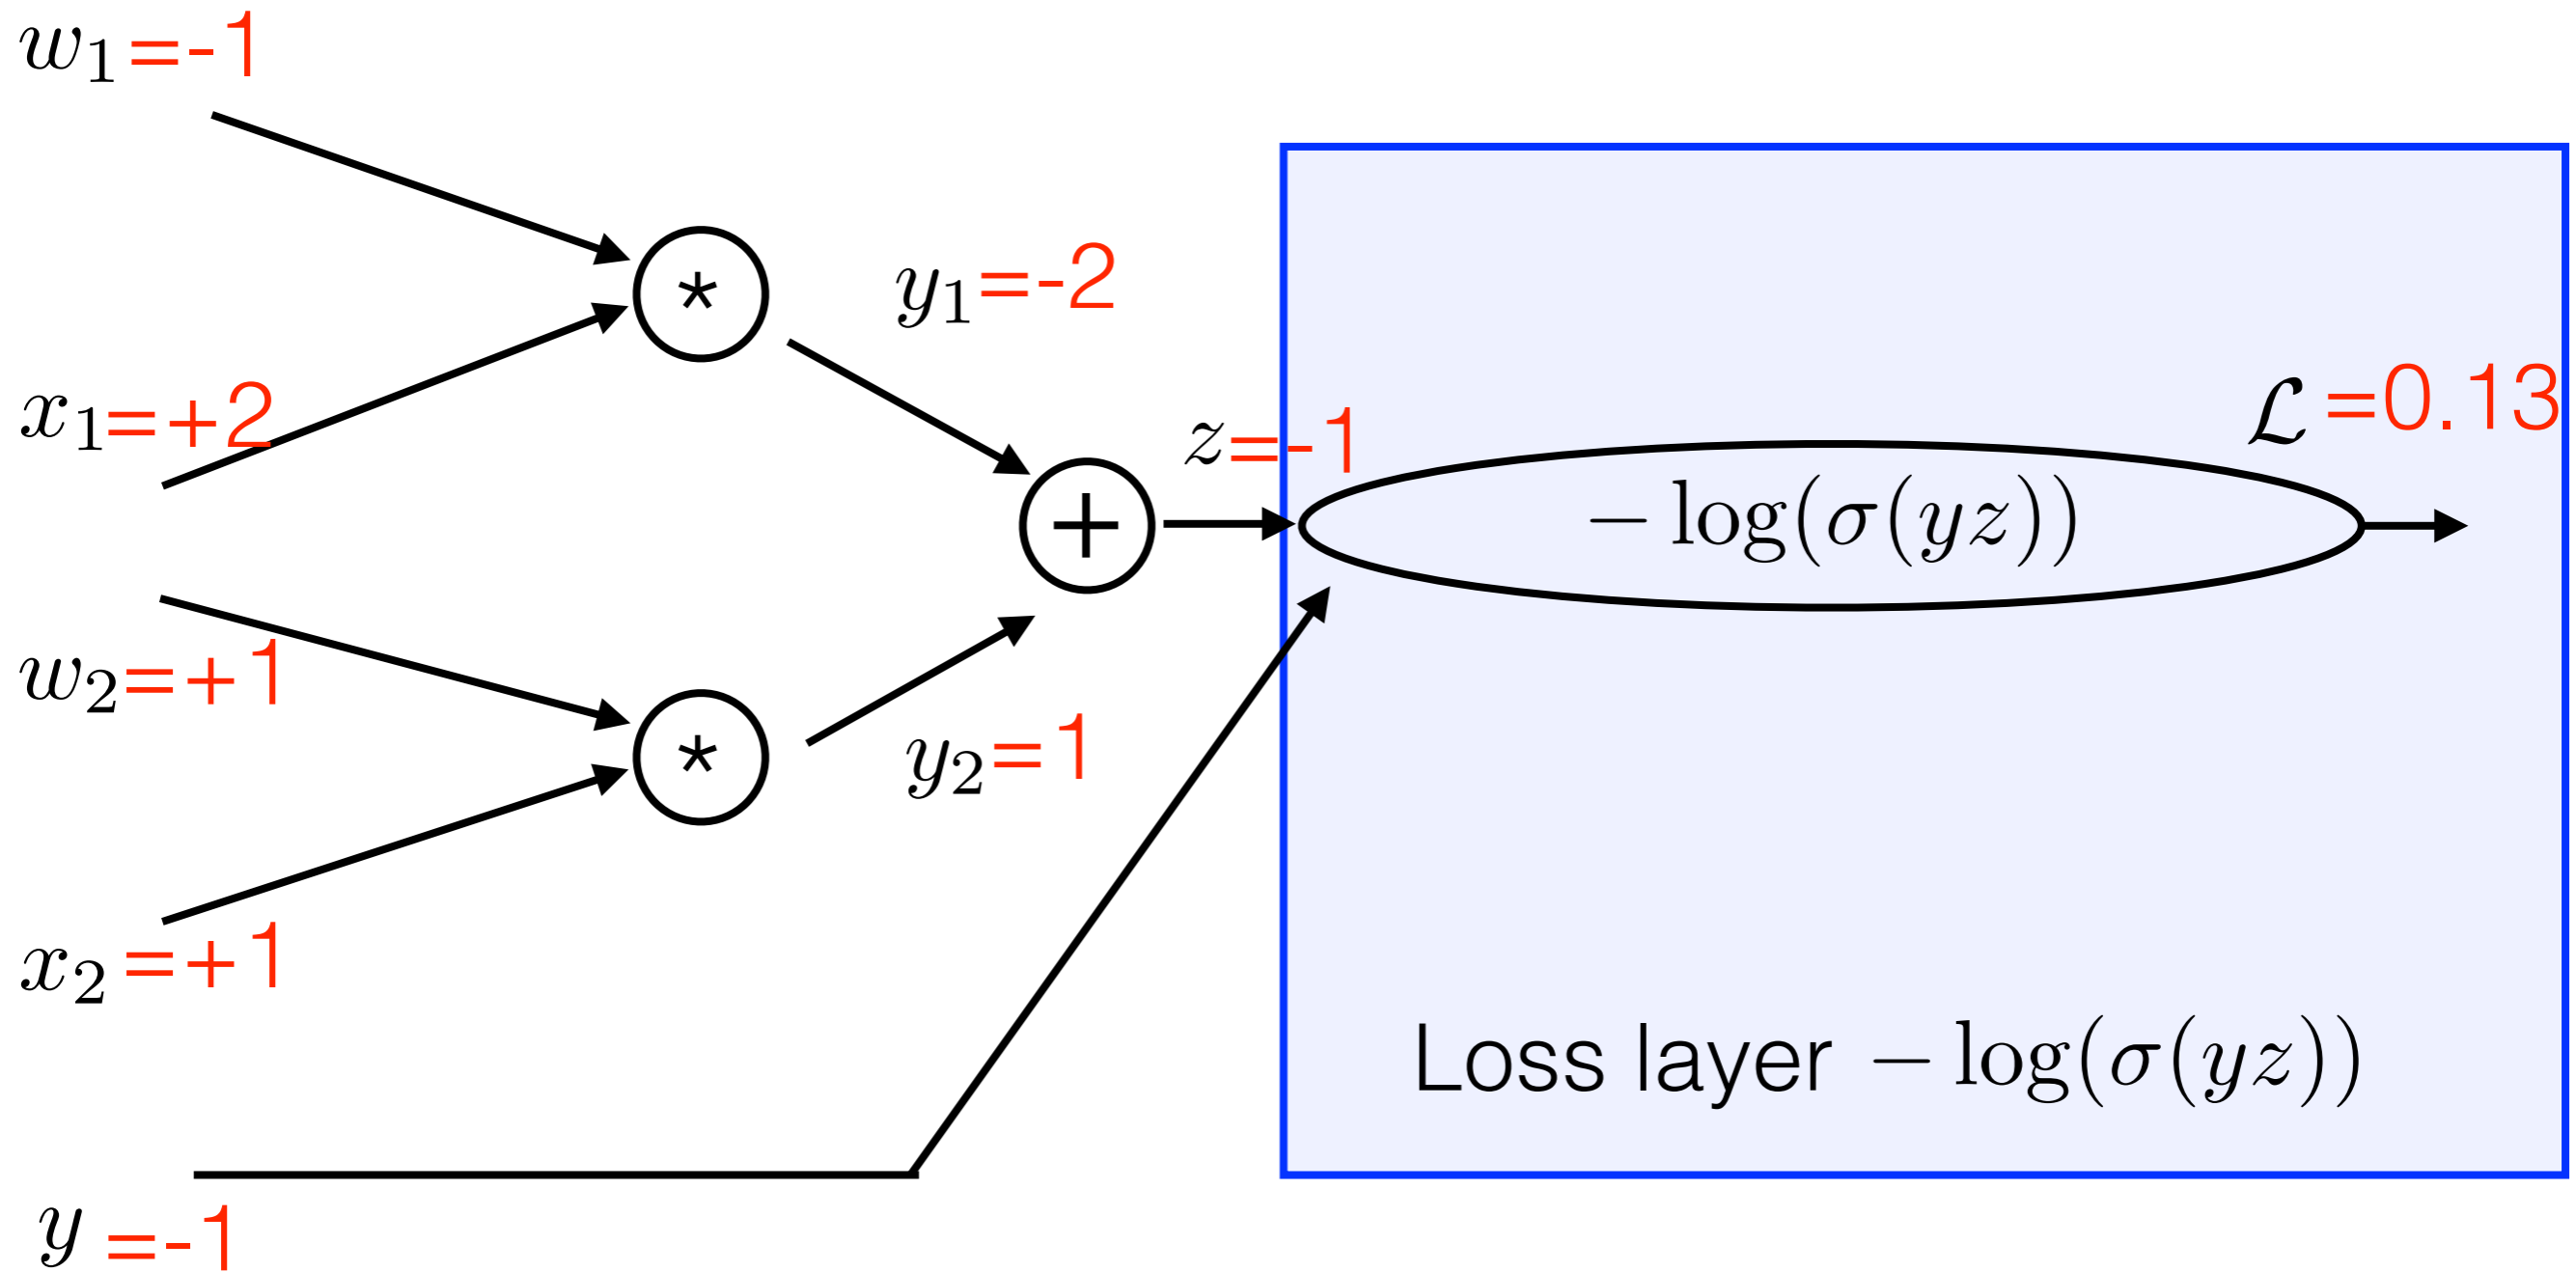 w₁=-1
y₁=-2
x₁=+2
z=-1
ℒ=0.13
− log(σ(yz))
w₂=+1
y₂=1
x₂=+1
Loss layer − log(σ(yz))
y=-1
*
*
+